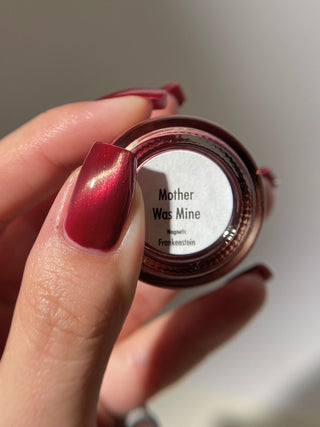 Mother
Was Mine
Magnetic
Frankenstein